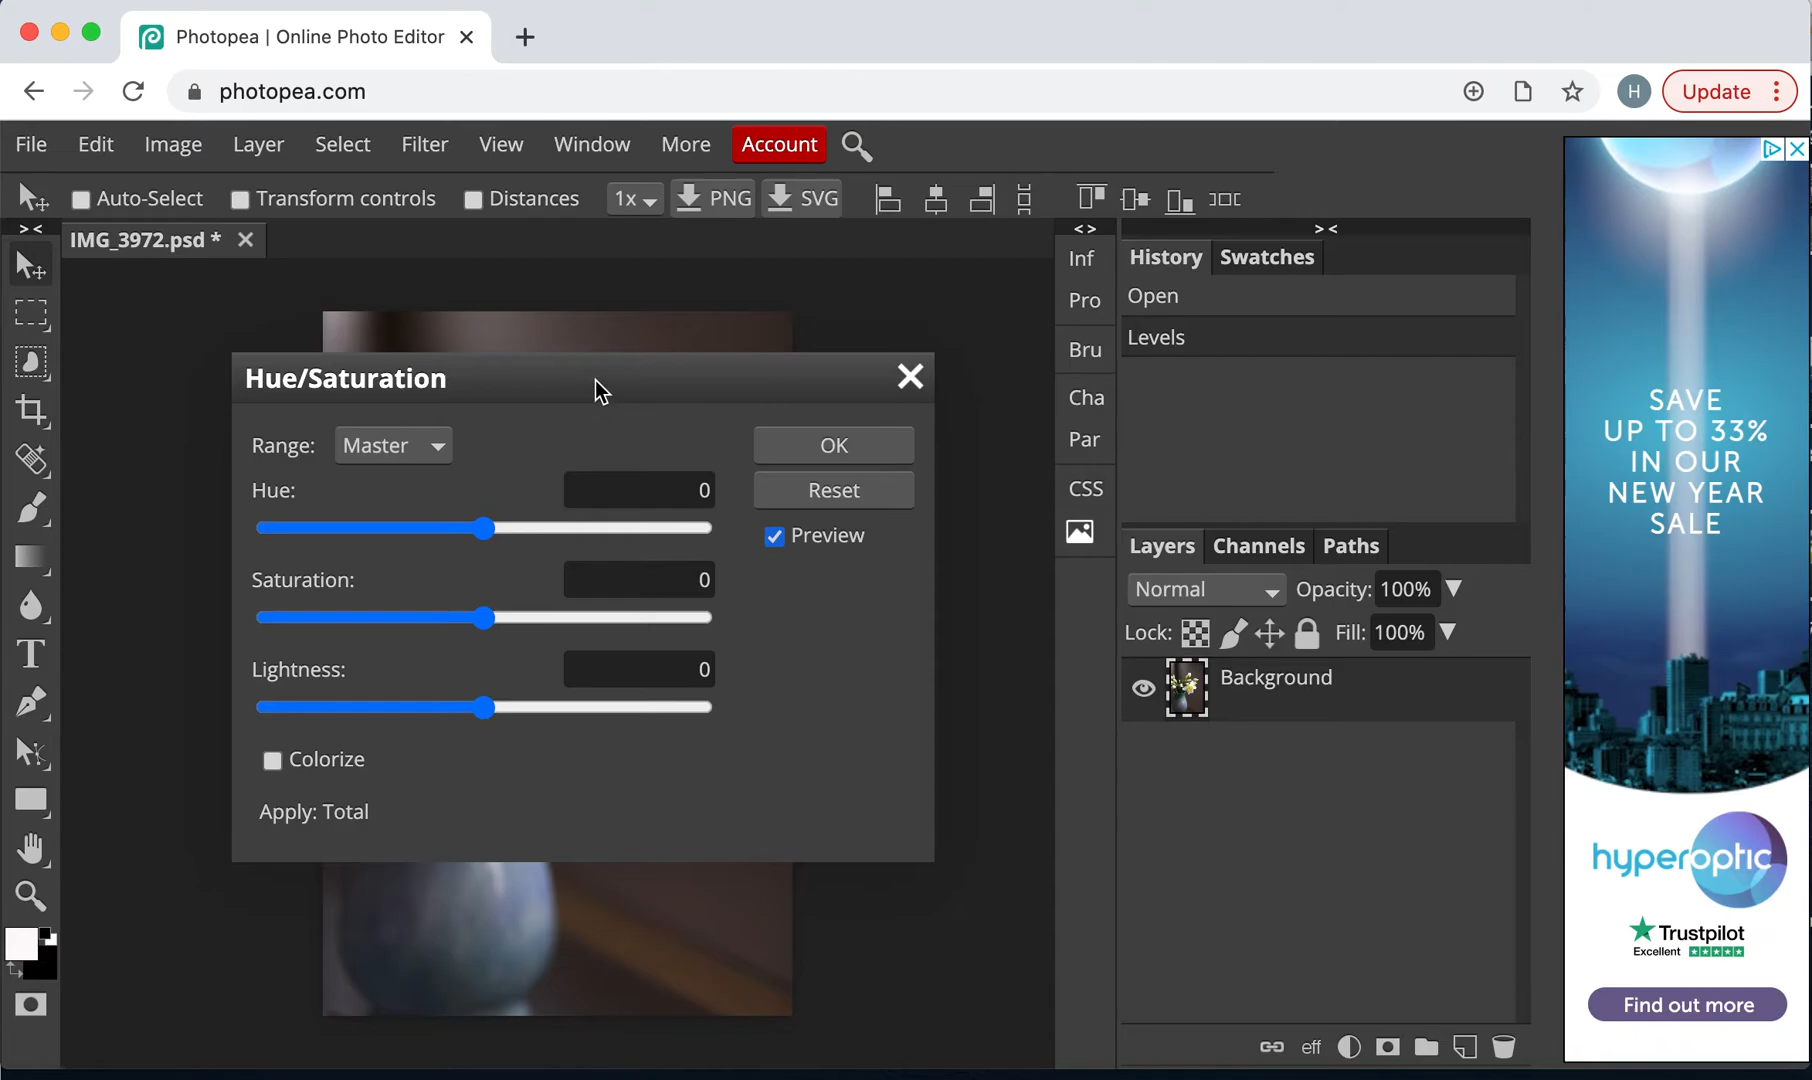 Photopea | Online Photo Editor
photopea.com
H
Update
File Edit Image Layer Select Filter View Window More Account
Auto-Select Transform controls Distances 1x PNG SVG
IMG_3972.psd *
Hue/Saturation
Range: Master
OK
Hue: 0
Reset
Preview
Saturation: 0
Lightness: 0
Colorize
Apply: Total
Inf
Pro
Bru
Cha
Par
CSS
History Swatches
Open
Levels
Layers Channels Paths
Normal Opacity: 100%
Lock: Fill: 100%
Background
eff
SAVE
UP TO 33%
IN OUR
NEW YEAR
SALE
hyperoptic
Trustpilot
Excellent
Find out more